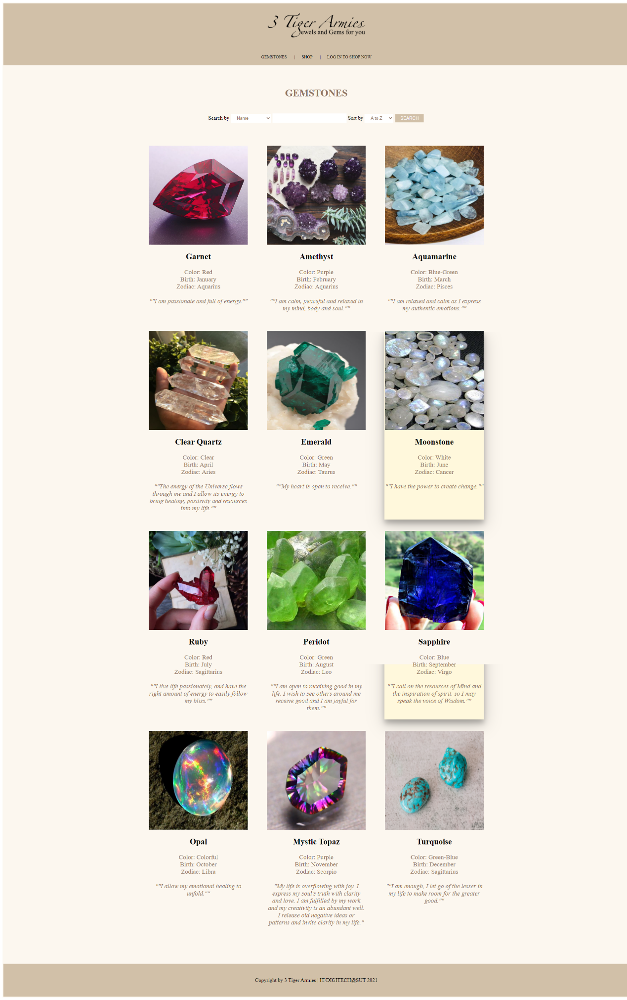 3 Tiger Armies
Jewels and Gems for you
GEMSTONES | SHOP | LOG IN TO SHOP NOW
GEMSTONES
Search by Name Sort by A to Z SEARCH
Garnet
Color: Red
Birth: January
Zodiac: Aquarius
""I am passionate and full of energy.""
Amethyst
Color: Purple
Birth: February
Zodiac: Aquarius
""I am calm, peaceful and relaxed in
my mind, body and soul.""
Aquamarine
Color: Blue-Green
Birth: March
Zodiac: Pisces
""I am relaxed and calm as I express
my authentic emotions.""
Clear Quartz
Color: Clear
Birth: April
Zodiac: Aries
""The energy of the Universe flows
through me and I allow its energy to
bring healing, positivity and resources
into my life.""
Emerald
Color: Green
Birth: May
Zodiac: Taurus
""My heart is open to receive.""
Moonstone
Color: White
Birth: June
Zodiac: Cancer
""I have the power to create change.""
Ruby
Color: Red
Birth: July
Zodiac: Sagittarius
""I live life passionately, and have the
right amount of energy to easily follow
my bliss.""
Peridot
Color: Green
Birth: August
Zodiac: Leo
""I am open to receiving good in my
life. I wish to see others around me
receive good and I am joyful for
them.""
Sapphire
Color: Blue
Birth: September
Zodiac: Virgo
""I call on the resources of Mind and
the inspiration of spirit, so I may
speak the voice of Wisdom.""
Opal
Color: Colorful
Birth: October
Zodiac: Libra
""I allow my emotional healing to
unfold.""
Mystic Topaz
Color: Purple
Birth: November
Zodiac: Scorpio
"My life is overflowing with joy. I
express my soul's truth with clarity
and love. I am fulfilled by my work
and my creativity is an abundant well.
I release old negative ideas or
patterns and invite clarity in my life."
Turquoise
Color: Green-Blue
Birth: December
Zodiac: Sagittarius
""I am enough, I let go of the lesser in
my life to make room for the greater
good.""
Copyright by 3 Tiger Armies | IT/DIGITECH@SUT 2021